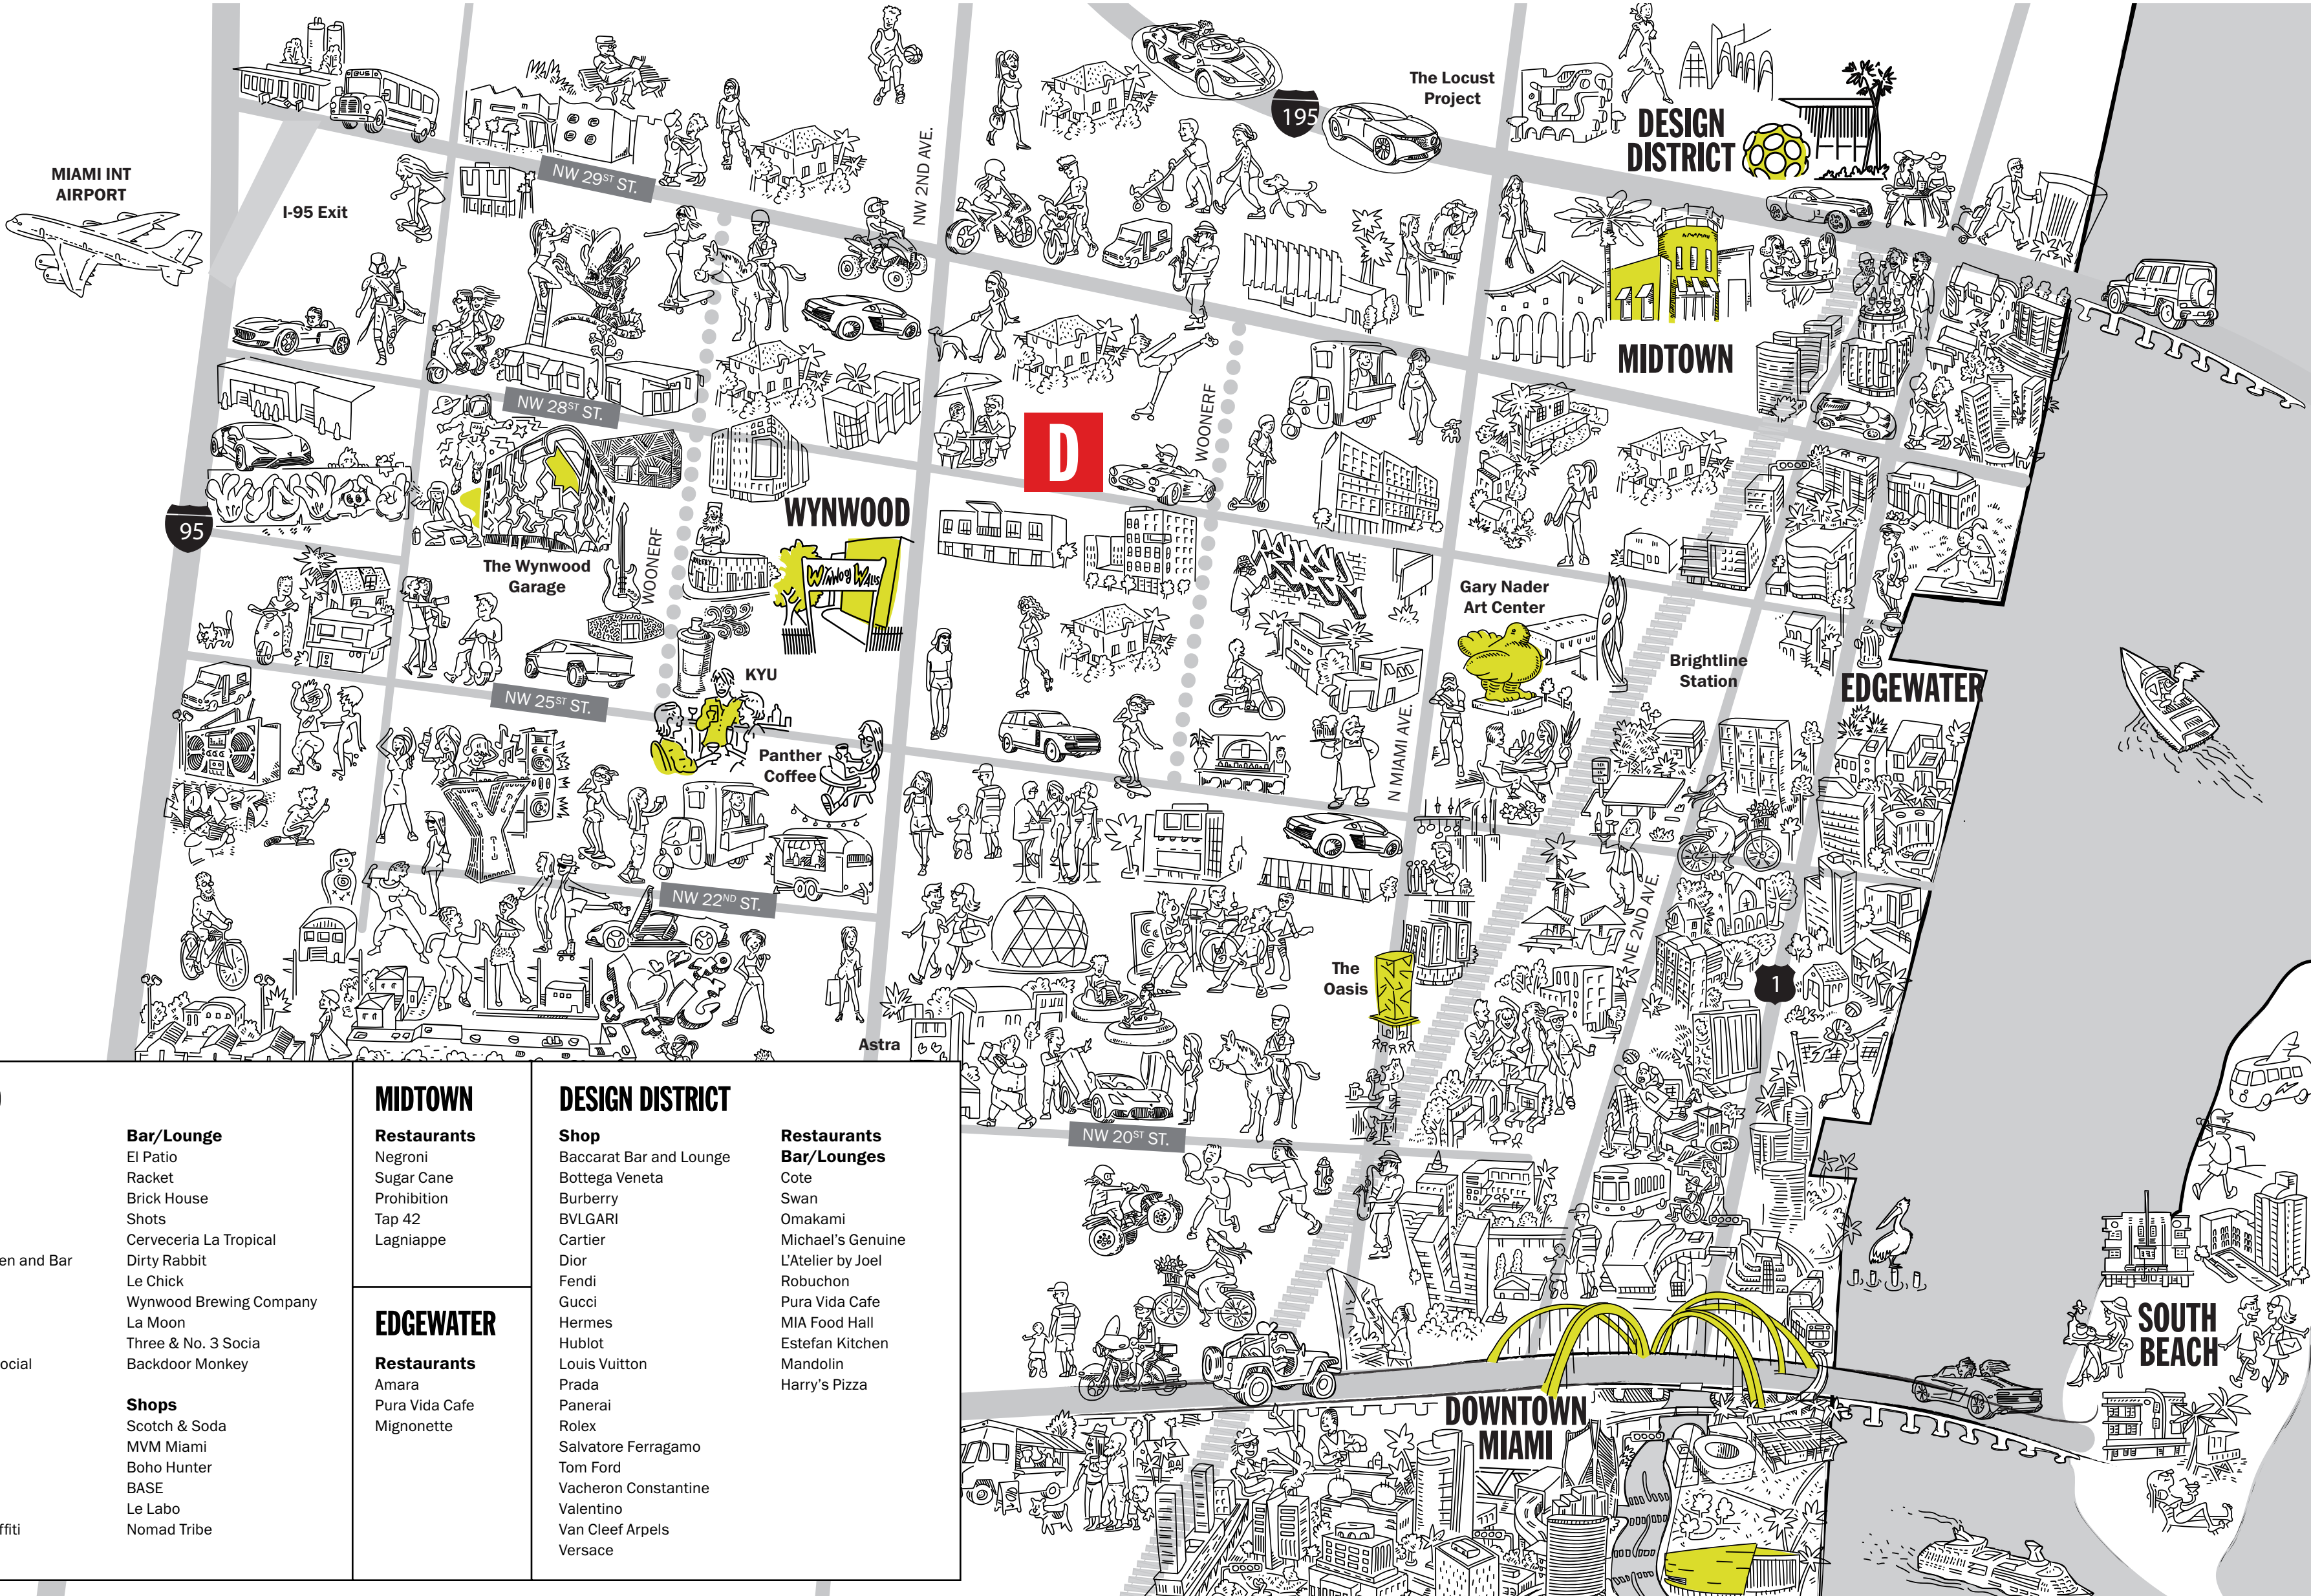 BUS
195
The Locust
Project
DESIGN
DISTRICT
NW 2ND AVE.
MIAMI INT
AIRPORT
I-95 Exit
NW 29ST ST.
MIDTOWN
NW 28ST ST.
WOONERF
D
95
WYNWOOD
The Wynwood
Garage
WOONERF
WYNWOOD WALLS
Gary Nader
Art Center
Brightline
Station
EDGEWATER
KYU
NW 25ST ST.
Panther
Coffee
N MIAMI AVE.
NW 22ND ST.
NE 2ND AVE.
The
Oasis
1
Astra
NW 20ST ST.
SOUTH
BEACH
DOWNTOWN
MIAMI
en and Bar
ocial
ffiti
Bar/Lounge
El Patio
Racket
Brick House
Shots
Cerveceria La Tropical
Dirty Rabbit
Le Chick
Wynwood Brewing Company
La Moon
Three & No. 3 Socia
Backdoor Monkey
Shops
Scotch & Soda
MVM Miami
Boho Hunter
BASE
Le Labo
Nomad Tribe
MIDTOWN
Restaurants
Negroni
Sugar Cane
Prohibition
Tap 42
Lagniappe
EDGEWATER
Restaurants
Amara
Pura Vida Cafe
Mignonette
DESIGN DISTRICT
Shop
Baccarat Bar and Lounge
Bottega Veneta
Burberry
BVLGARI
Cartier
Dior
Fendi
Gucci
Hermes
Hublot
Louis Vuitton
Prada
Panerai
Rolex
Salvatore Ferragamo
Tom Ford
Vacheron Constantine
Valentino
Van Cleef Arpels
Versace
Restaurants
Bar/Lounges
Cote
Swan
Omakami
Michael's Genuine
L'Atelier by Joel
Robuchon
Pura Vida Cafe
MIA Food Hall
Estefan Kitchen
Mandolin
Harry's Pizza